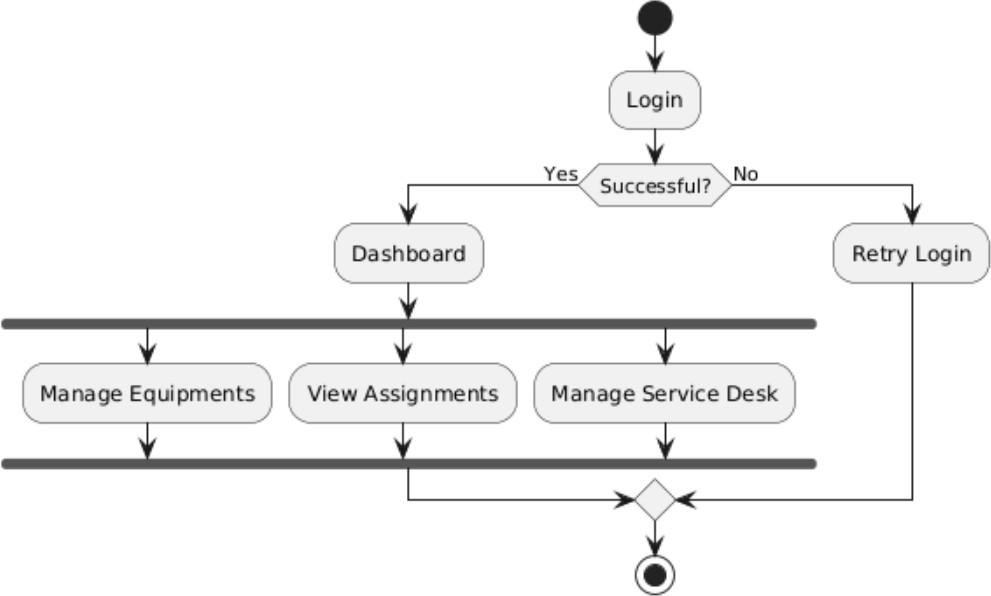 Login
Yes
Successful?
No
Dashboard
Retry Login
Manage Equipments
View Assignments
Manage Service Desk